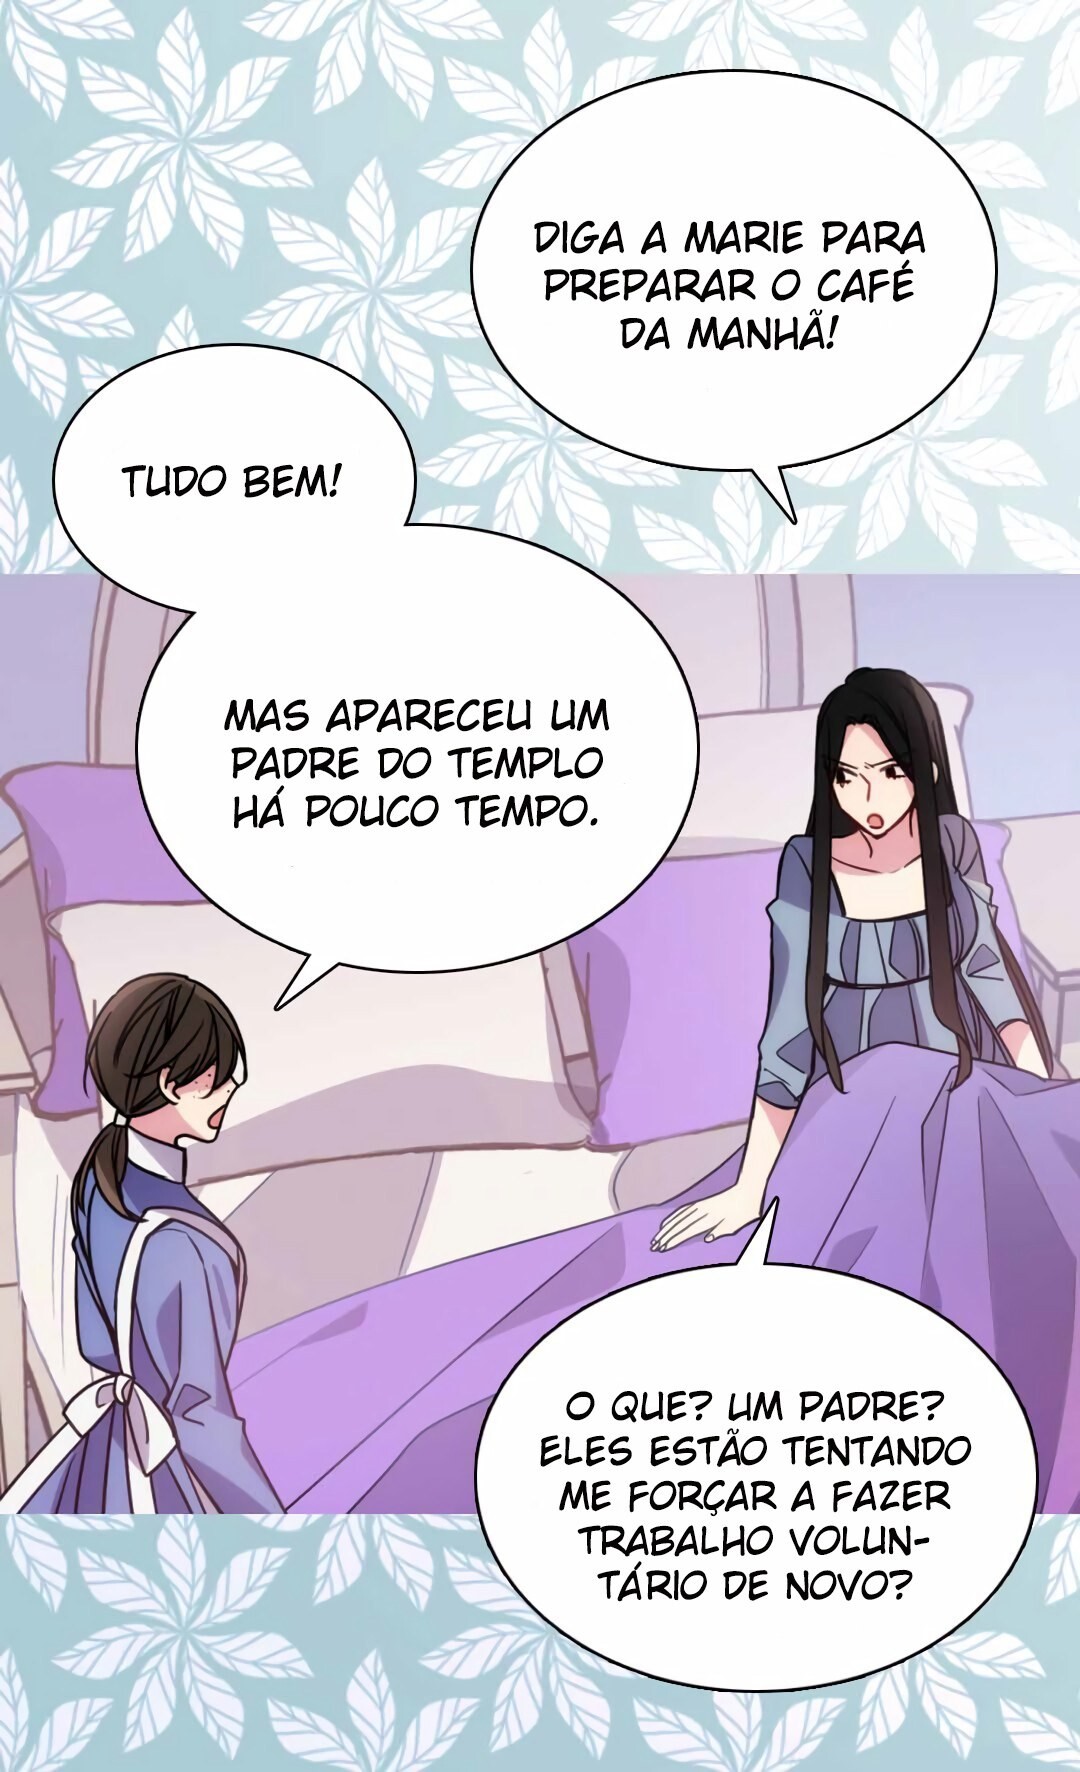 DIGA A MARIE PARA
PREPARAR O CAFÉ
DA MANHÃ!
TUDO BEM!
MAS APARECEU UM
PADRE DO TEMPLO
HÁ POUCO TEMPO.
O QUE? UM PADRE?
ELES ESTÃO TENTANDO
ME FORÇAR A FAZER
TRABALHO VOLUN-
TÁRIO DE NOVO?